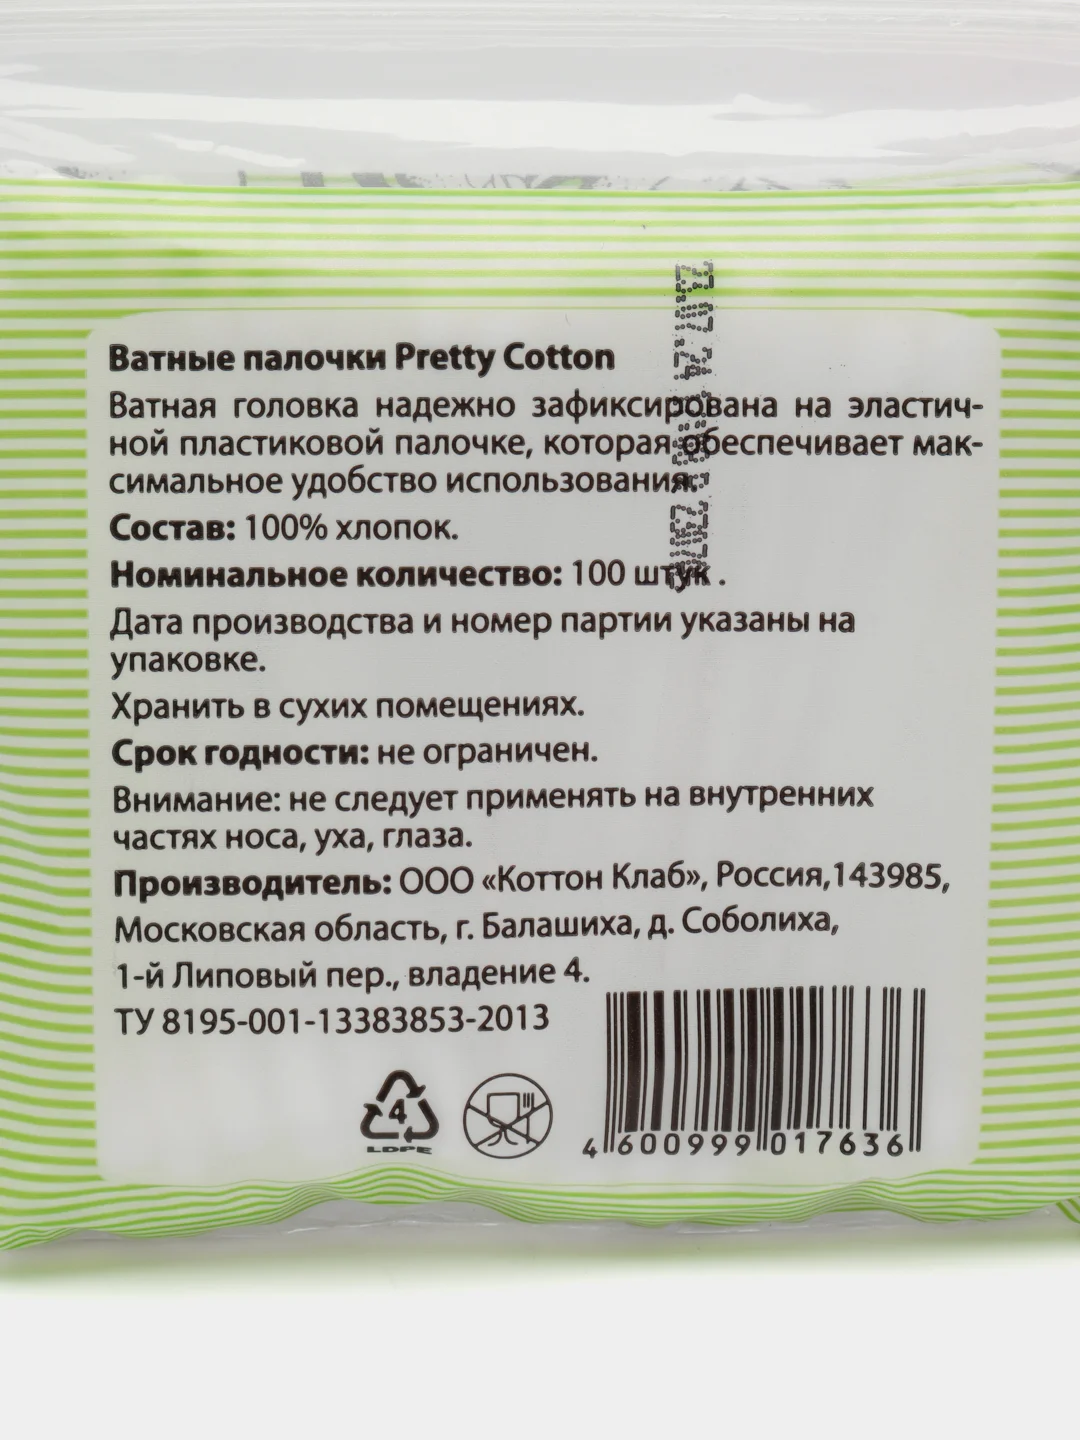 Ватные палочки Pretty Cotton
Ватная головка надежно зафиксирована на эластич-
ной пластиковой палочке, которая обеспечивает мак-
симальное удобство использования.
Состав: 100% хлопок.
Номинальное количество: 100 штук .
Дата производства и номер партии указаны на
упаковке.
Хранить в сухих помещениях.
Срок годности: не ограничен.
Внимание: не следует применять на внутренних
частях носа, уха, глаза.
Производитель: ООО «Коттон Клаб», Россия,143985,
Московская область, г. Балашиха, д. Соболиха,
1-й Липовый пер., владение 4.
ТУ 8195-001-13383853-2013
4
LDPE
4 600999 017636